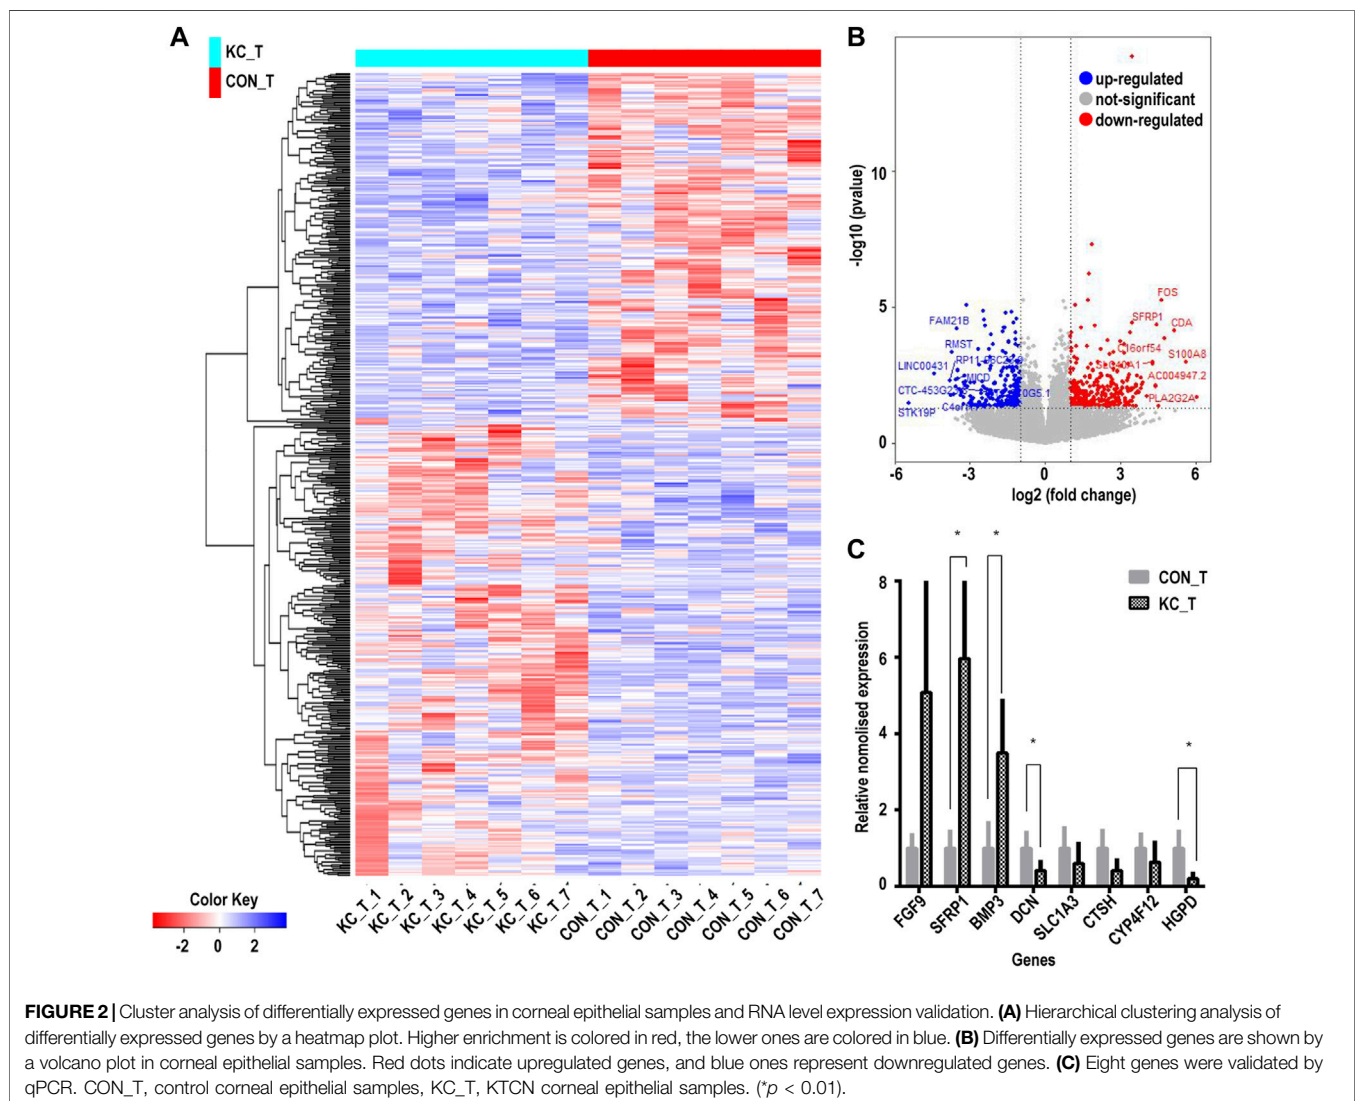 A
KC_T
CON_T
KC_T_1
KC_T_2
KC_T_3
KC_T_4
KC_T_5
KC_T_6
KC_T_7
CON_T_1
CON_T_2
CON_T_3
CON_T_4
CON_T_5
CON_T_6
CON_T_7
Color Key
-2 0 2
B
up-regulated
not-significant
down-regulated
-log10 (pvalue)
10
5
0
FOS
SFRP1
CDA
C16orf54
S100A8
AC004947.2
PLA2G2A
FAM21B
RMST
LINC00431
STK19P
-6 -3 0 3 6
log2 (fold change)
C
CON_T
KC_T
* * * *
Relative nomolised expression
8
6
4
2
0
FGF9
SFRP1
BMP3
DCN
SLC1A3
CTSH
CYP4F12
HGPD
Genes
FIGURE 2 | Cluster analysis of differentially expressed genes in corneal epithelial samples and RNA level expression validation. (A) Hierarchical clustering analysis of
differentially expressed genes by a heatmap plot. Higher enrichment is colored in red, the lower ones are colored in blue. (B) Differentially expressed genes are shown by
a volcano plot in corneal epithelial samples. Red dots indicate upregulated genes, and blue ones represent downregulated genes. (C) Eight genes were validated by
qPCR. CON_T, control corneal epithelial samples, KC_T, KTCN corneal epithelial samples. (*p < 0.01).